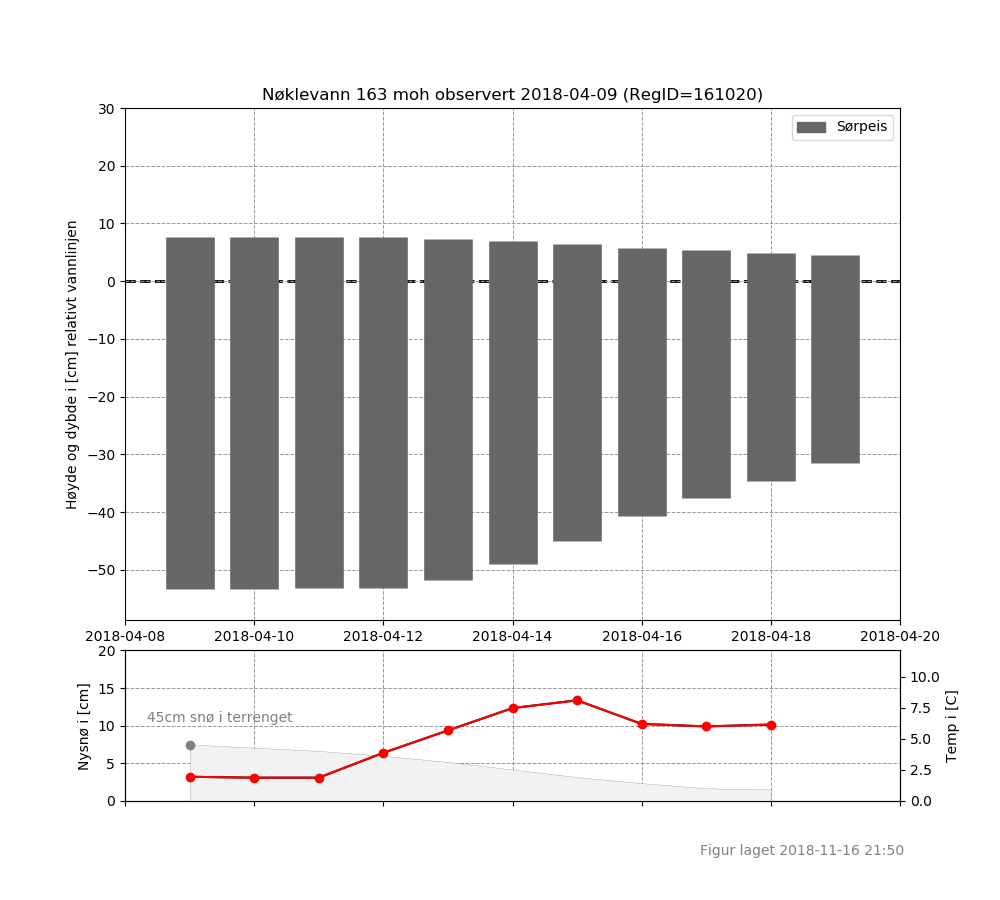 Nøklevann 163 moh observert 2018-04-09 (RegID=161020)
Sørpeis
Høyde og dybde i [cm] relativt vannlinjen
30
20
10
0
−10
−20
−30
−40
−50
2018-04-08 2018-04-10 2018-04-12 2018-04-14 2018-04-16 2018-04-18 2018-04-20
Nysnø i [cm]
20
15
10
5
0
45cm snø i terrenget
10.0
7.5
5.0
2.5
0.0
Temp i [C]
Figur laget 2018-11-16 21:50